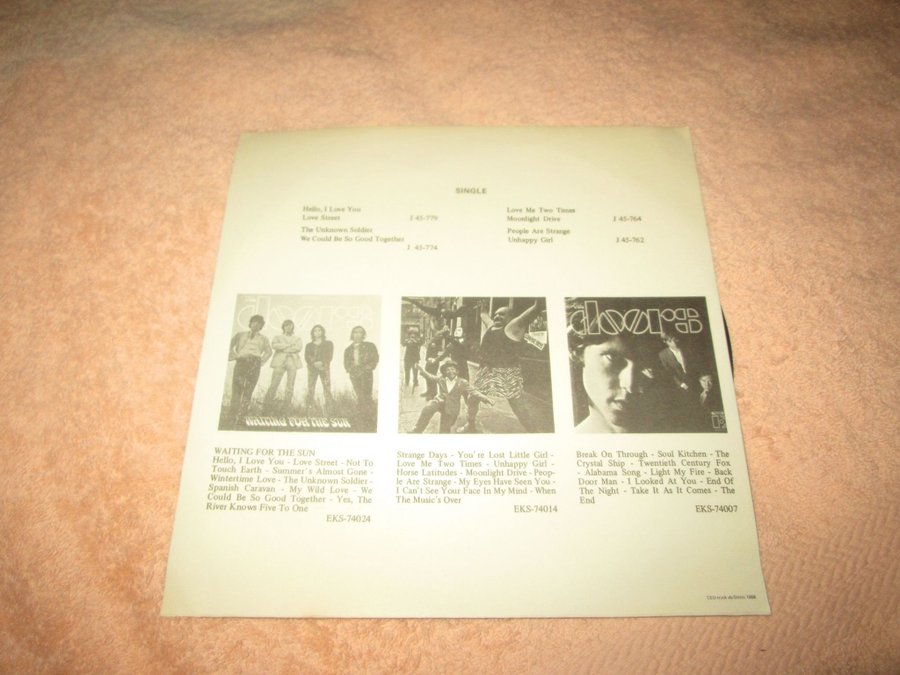 SINGLE
Hello, I Love You
Love Street J 45-779
The Unknown Soldier
We Could Be So Good Together
J 45-774
Love Me Two Times
Moonlight Drive J 45-764
People Are Strange
Unhappy Girl J 45-762
doors
WAITING FOR THE SUN
doors
WAITING FOR THE SUN
Hello, I Love You - Love Street - Not To
Touch Earth - Summer's Almost Gone -
Wintertime Love - The Unknown Soldier-
Spanish Caravan - My Wild Love - We
Could Be So Good Together - Yes, The
River Knows Five To One
EKS-74024
Strange Days - You're Lost Little Girl -
Love Me Two Times - Unhappy Girl -
Horse Latitudes - Moonlight Drive - Peop-
le Are Strange - My Eyes Have Seen You -
I Can't See Your Face In My Mind - When
The Music's Over
EKS-74014
Break On Through - Soul Kitchen - The
Crystal Ship - Twentieth Century Fox
- Alabama Song - Light My Fire - Back
Door Man - I Looked At You - End Of
The Night - Take It As It Comes - The
End
EKS-74007